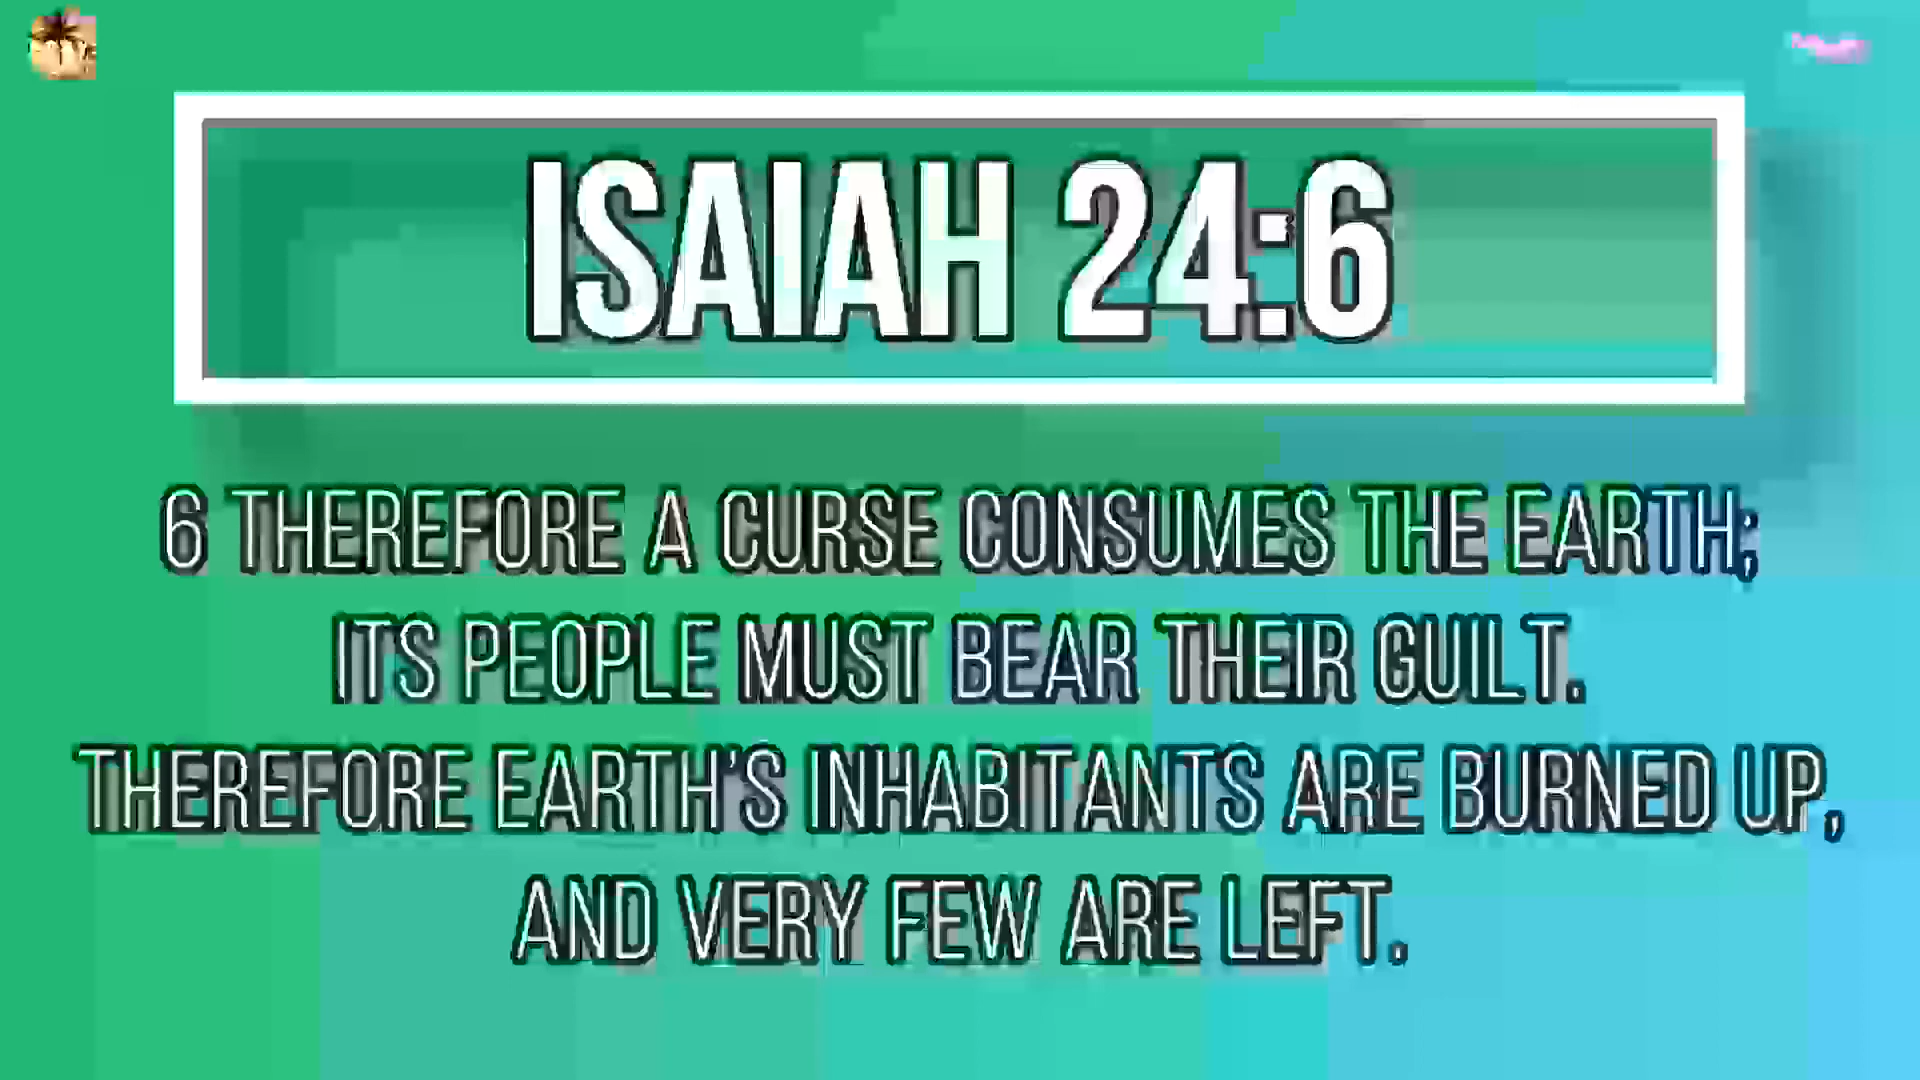 ISAIAH 24:6
6 THEREFORE A CURSE CONSUMES THE EARTH;
ITS PEOPLE MUST BEAR THEIR GUILT.
THEREFORE EARTH'S INHABITANTS ARE BURNED UP,
AND VERY FEW ARE LEFT.